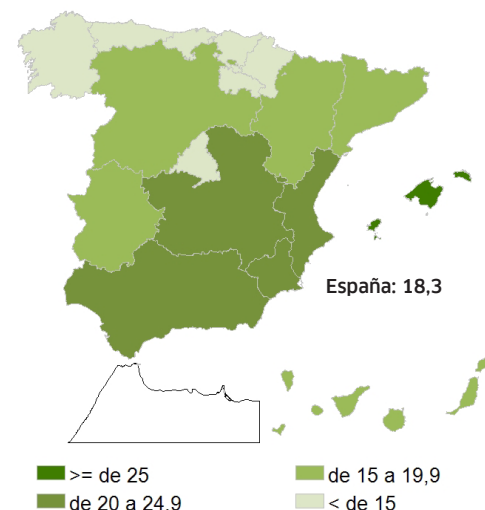 España: 18,3
>= de 25
de 15 a 19,9
de 20 a 24.9
< de 15